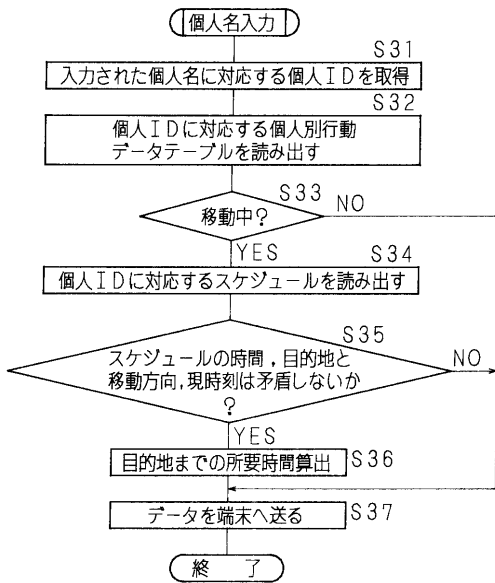 個人名入力
S31
入力された個人名に対応する個人IDを取得
S32
個人IDに対応する個人別行動
データテーブルを読み出す
S33
移動中?
NO
YES
S34
個人IDに対応するスケジュールを読み出す
S35
スケジュールの時間,目的地と
移動方向,現時刻は矛盾しないか
?
NO
YES
目的地までの所要時間算出
S36
データを端末へ送る
S37
終 了